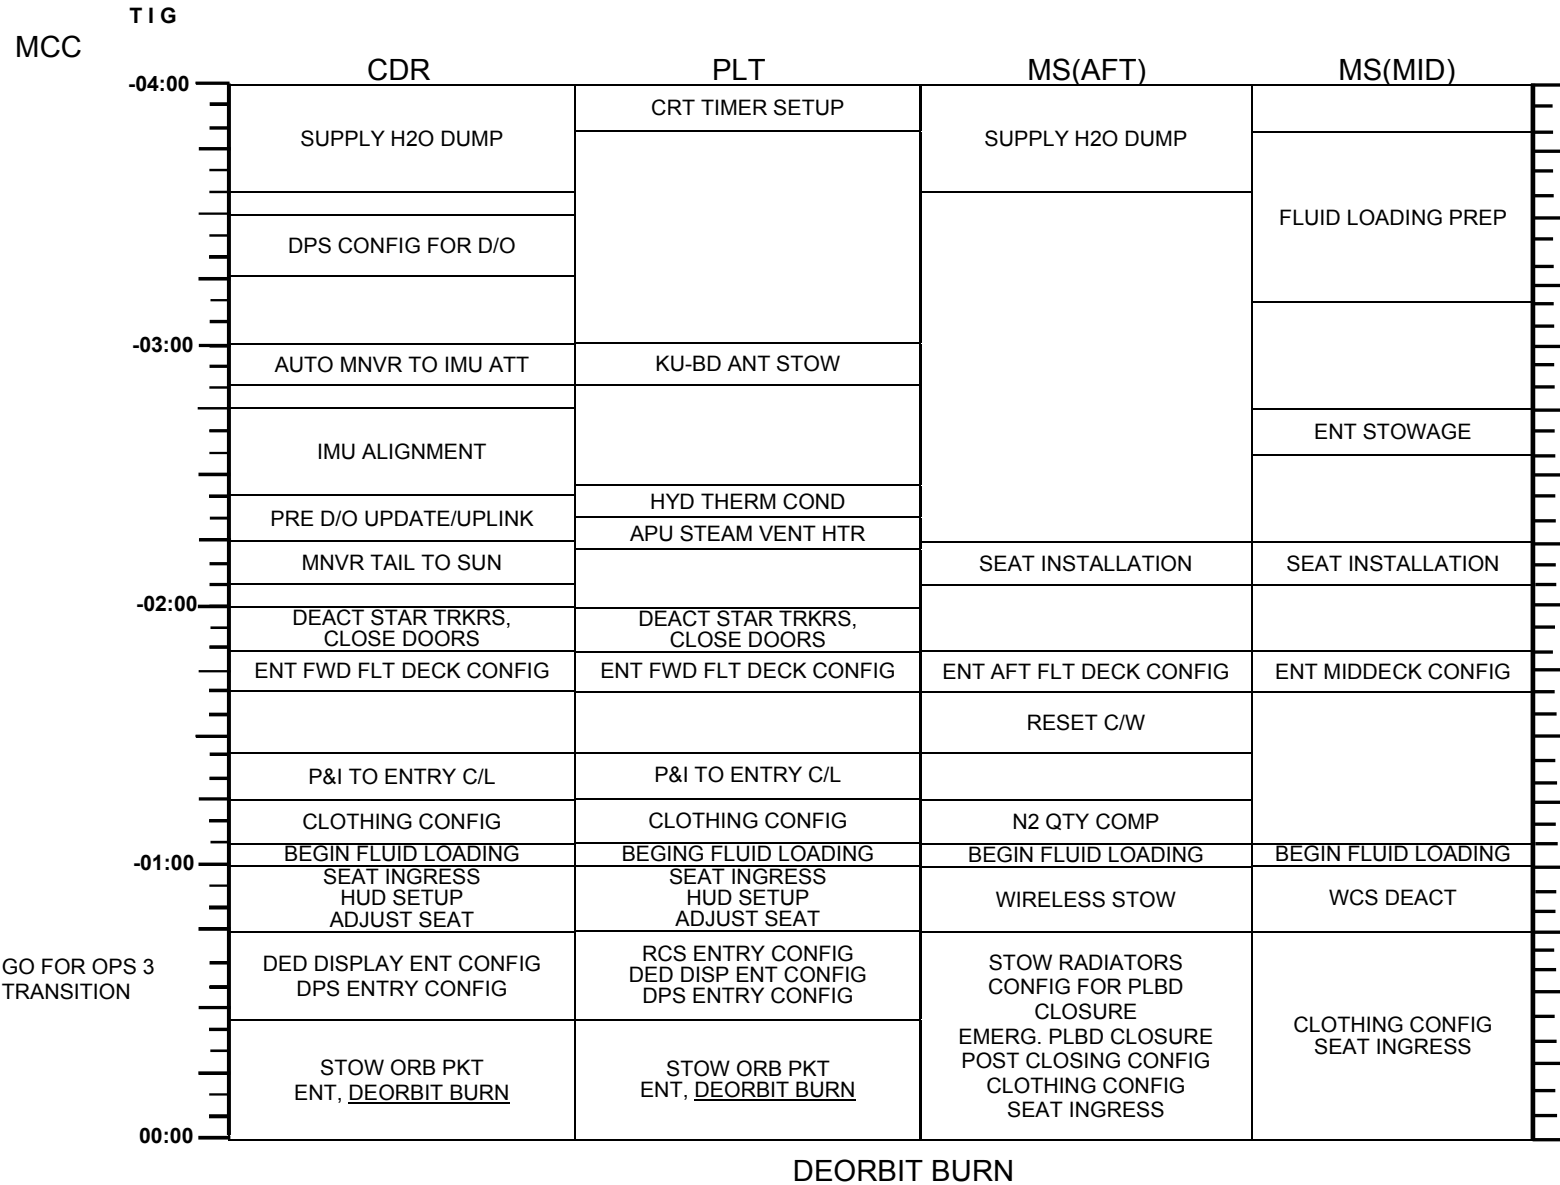 T I G
MCC
CDR
PLT
MS(AFT)
MS(MID)
-04:00
SUPPLY H2O DUMP
CRT TIMER SETUP
SUPPLY H2O DUMP
FLUID LOADING PREP
DPS CONFIG FOR D/O
-03:00
AUTO MNVR TO IMU ATT
KU-BD ANT STOW
ENT STOWAGE
IMU ALIGNMENT
HYD THERM COND
PRE D/O UPDATE/UPLINK
APU STEAM VENT HTR
MNVR TAIL TO SUN
SEAT INSTALLATION
SEAT INSTALLATION
-02:00
DEACT STAR TRKRS,
CLOSE DOORS
DEACT STAR TRKRS,
CLOSE DOORS
ENT FWD FLT DECK CONFIG
ENT FWD FLT DECK CONFIG
ENT AFT FLT DECK CONFIG
ENT MIDDECK CONFIG
RESET C/W
P&I TO ENTRY C/L
P&I TO ENTRY C/L
CLOTHING CONFIG
CLOTHING CONFIG
N2 QTY COMP
BEGIN FLUID LOADING
BEGING FLUID LOADING
BEGIN FLUID LOADING
BEGIN FLUID LOADING
-01:00
SEAT INGRESS
HUD SETUP
ADJUST SEAT
SEAT INGRESS
HUD SETUP
ADJUST SEAT
WIRELESS STOW
WCS DEACT
GO FOR OPS 3
TRANSITION
DED DISPLAY ENT CONFIG
DPS ENTRY CONFIG
RCS ENTRY CONFIG
DED DISP ENT CONFIG
DPS ENTRY CONFIG
STOW RADIATORS
CONFIG FOR PLBD
CLOSURE
EMERG. PLBD CLOSURE
POST CLOSING CONFIG
CLOTHING CONFIG
SEAT INGRESS
CLOTHING CONFIG
SEAT INGRESS
STOW ORB PKT
ENT, DEORBIT BURN
STOW ORB PKT
ENT, DEORBIT BURN
00:00
DEORBIT BURN